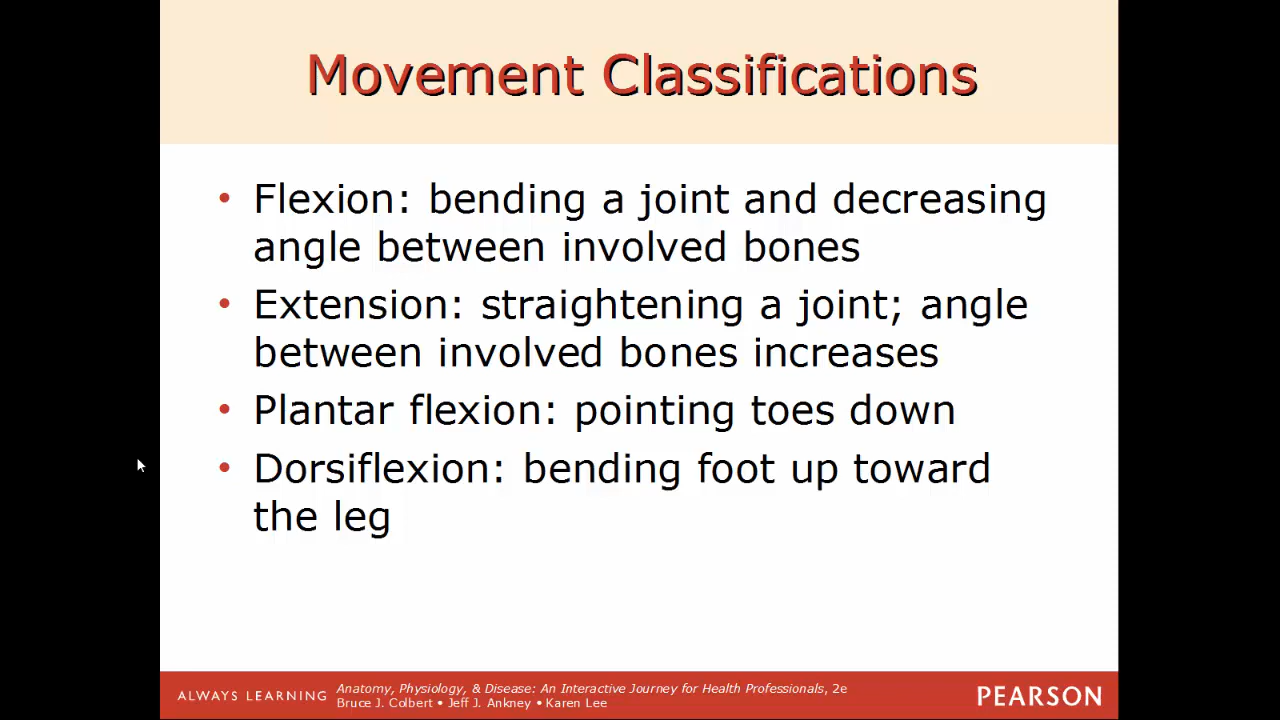 Movement Classifications
• Flexion: bending a joint and decreasing
angle between involved bones
• Extension: straightening a joint; angle
between involved bones increases
• Plantar flexion: pointing toes down
• Dorsiflexion: bending foot up toward
the leg
ALWAYS LEARNING
Anatomy, Physiology, & Disease: An Interactive Journey for Health Professionals, 2e
Bruce J. Colbert • Jeff J. Ankney • Karen Lee
PEARSON